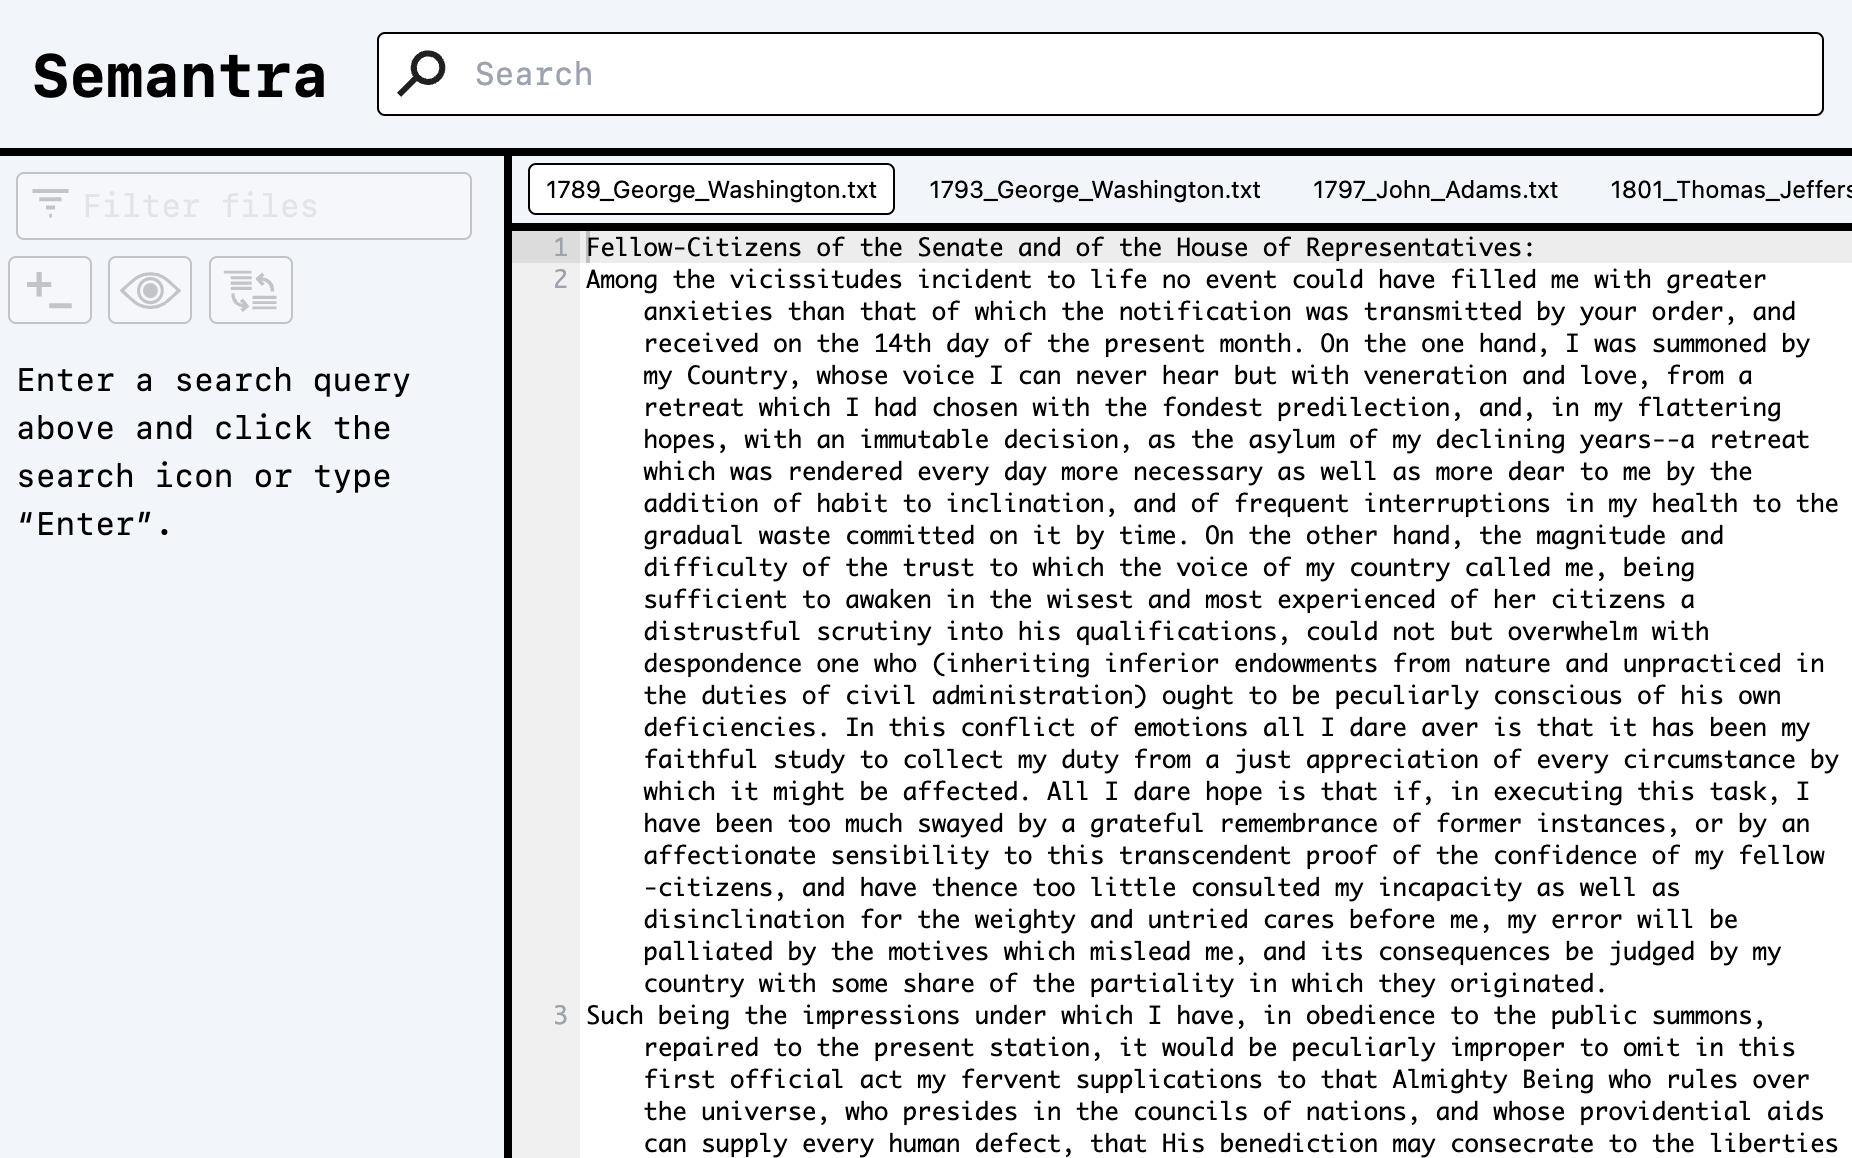 Semantra
Search
Filter files
Enter a search query
above and click the
search icon or type
“Enter”.
1789_George_Washington.txt
1793_George_Washington.txt
1797_John_Adams.txt
1801_Thomas_Jeffers
1 Fellow-Citizens of the Senate and of the House of Representatives:
2 Among the vicissitudes incident to life no event could have filled me with greater
anxieties than that of which the notification was transmitted by your order, and
received on the 14th day of the present month. On the one hand, I was summoned by
my Country, whose voice I can never hear but with veneration and love, from a
retreat which I had chosen with the fondest predilection, and, in my flattering
hopes, with an immutable decision, as the asylum of my declining years--a retreat
which was rendered every day more necessary as well as more dear to me by the
addition of habit to inclination, and of frequent interruptions in my health to the
gradual waste committed on it by time. On the other hand, the magnitude and
difficulty of the trust to which the voice of my country called me, being
sufficient to awaken in the wisest and most experienced of her citizens a
distrustful scrutiny into his qualifications, could not but overwhelm with
despondence one who (inheriting inferior endowments from nature and unpracticed in
the duties of civil administration) ought to be peculiarly conscious of his own
deficiencies. In this conflict of emotions all I dare aver is that it has been my
faithful study to collect my duty from a just appreciation of every circumstance by
which it might be affected. All I dare hope is that if, in executing this task, I
have been too much swayed by a grateful remembrance of former instances, or by an
affectionate sensibility to this transcendent proof of the confidence of my fellow
-citizens, and have thence too little consulted my incapacity as well as
disinclination for the weighty and untried cares before me, my error will be
palliated by the motives which mislead me, and its consequences be judged by my
country with some share of the partiality in which they originated.
3 Such being the impressions under which I have, in obedience to the public summons,
repaired to the present station, it would be peculiarly improper to omit in this
first official act my fervent supplications to that Almighty Being who rules over
the universe, who presides in the councils of nations, and whose providential aids
can supply every human defect, that His benediction may consecrate to the liberties